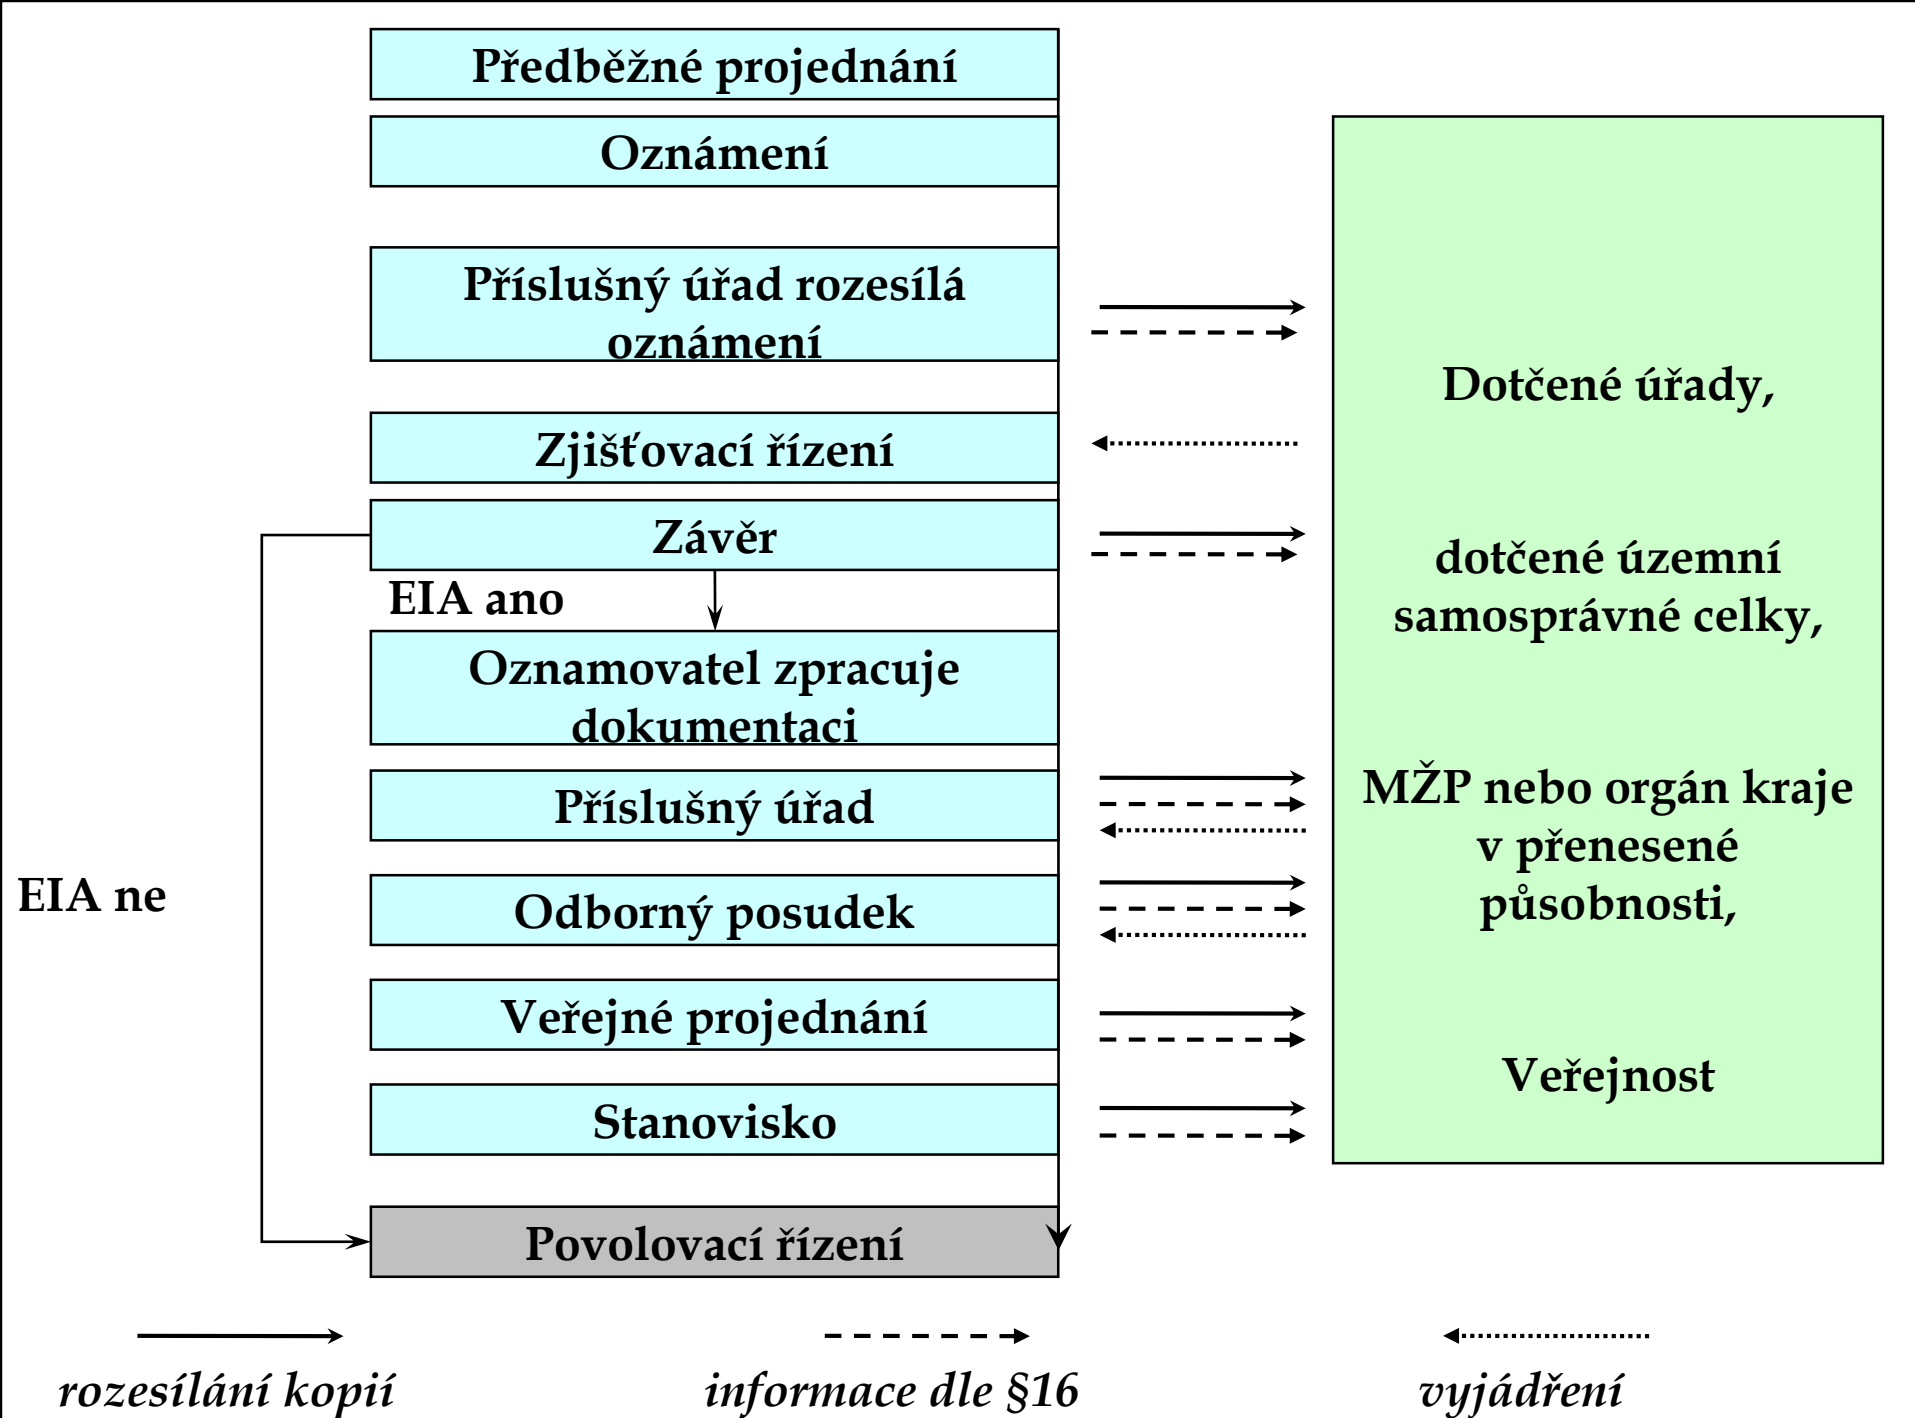 Předběžné projednání
Oznámení
Příslušný úřad rozesílá
oznámení
Zjišťovací řízení
Závěr
EIA ano
Oznamovatel zpracuje
dokumentaci
Příslušný úřad
EIA ne
Odborný posudek
Veřejné projednání
Stanovisko
Povolovací řízení
Dotčené úřady,
dotčené územní
samosprávné celky,
MŽP nebo orgán kraje
v přenesené
působnosti,
Veřejnost
rozesílání kopií
informace dle §16
vyjádření